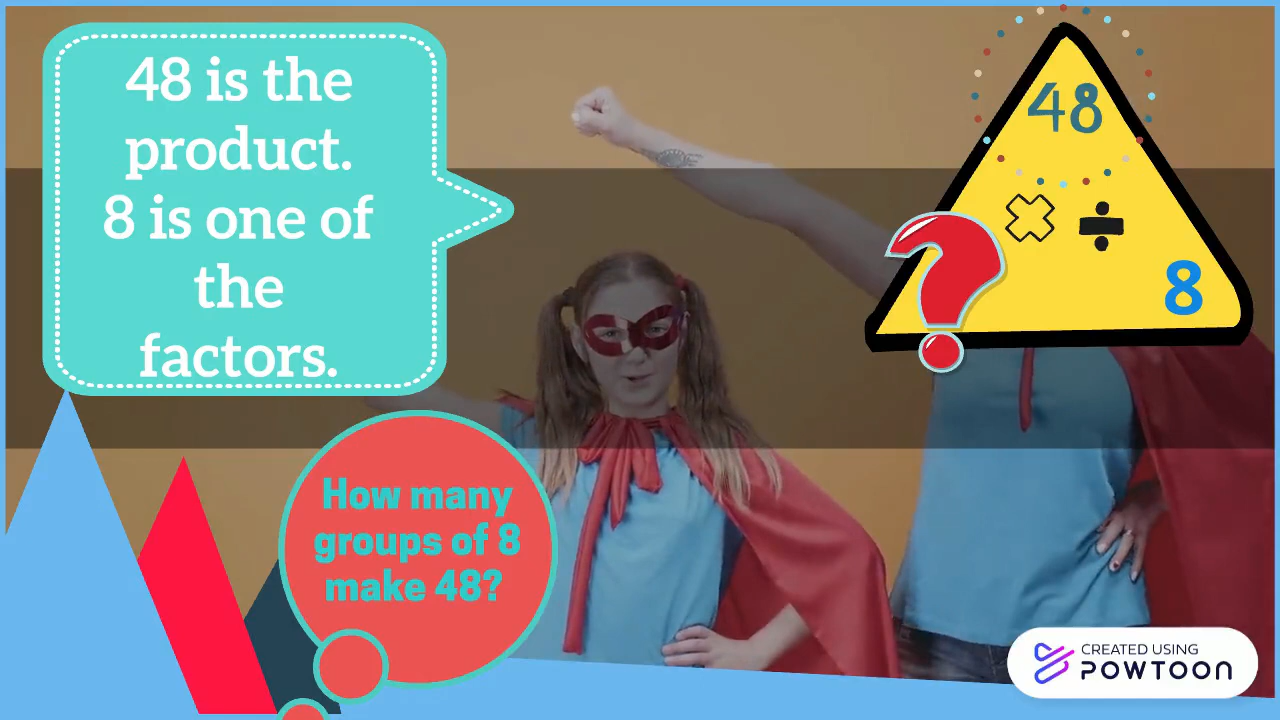 48 is the
product.
8 is one of
the
factors.
48
× ÷
?
8
How many
groups of 8
make 48?
CREATED USING
POWTOON